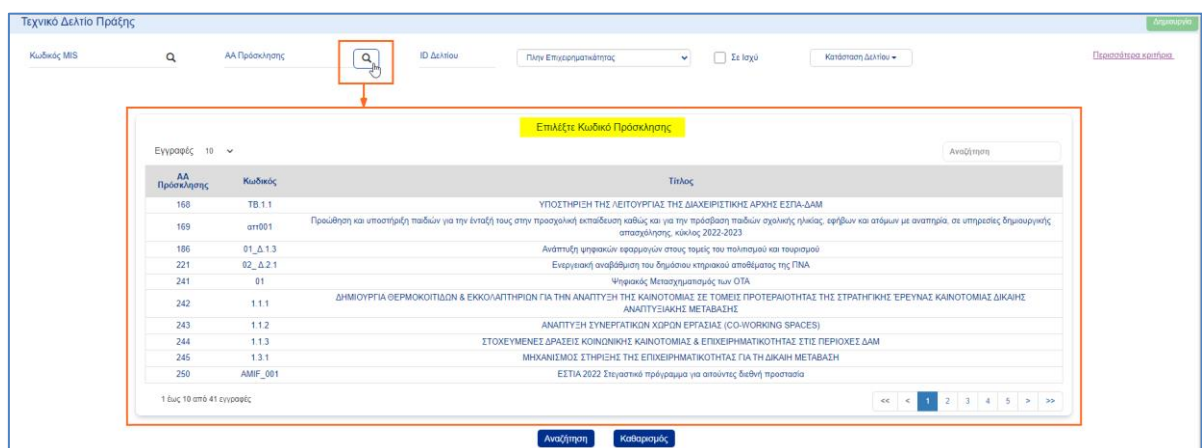 Τεχνικό Δελτίο Πράξης
Δημιουργία
Κωδικός MIS
ΑΑ Πρόσκλησης
ID Δελτίου
Πλην Επιχειρηματικότητας
Σε Ισχύ
Κατάσταση Δελτίου
Περισσότερα κριτήρια
Επιλέξτε Κωδικό Πρόσκλησης
Εγγραφές 10
Αναζήτηση
ΑΑ Πρόσκλησης Κωδικός Τίτλος
168 TB.1.1 ΥΠΟΣΤΗΡΙΞΗ ΤΗΣ ΛΕΙΤΟΥΡΓΙΑΣ ΤΗΣ ΔΙΑΧΕΙΡΙΣΤΙΚΗΣ ΑΡΧΗΣ ΕΣΠΑ-ΔΑΜ
169 απ001 Προώθηση και υποστήριξη παιδιών για την ένταξή τους στην προσχολική εκπαίδευση καθώς και για την πρόσβαση παιδιών σχολικής ηλικίας, εφήβων και ατόμων με αναπηρία, σε υπηρεσίες δημιουργικής
απασχόλησης, κύκλος 2022-2023
186 01_Δ.1.3 Ανάπτυξη ψηφιακών εφαρμογών στους τομείς του πολιτισμού και τουρισμού
221 02_ Δ.2.1 Ενεργειακή αναβάθμιση του δημόσιου κτηριακού αποθέματος της ΠΝΑ
241 01 Ψηφιακός Μετασχηματισμός των ΟΤΑ
242 1.1.1 ΔΗΜΙΟΥΡΓΙΑ ΘΕΡΜΟΚΟΙΤΙΔΩΝ & ΕΚΚΟΛΑΠΤΗΡΙΩΝ ΓΙΑ ΤΗΝ ΑΝΑΠΤΥΞΗ ΤΗΣ ΚΑΙΝΟΤΟΜΙΑΣ ΣΕ ΤΟΜΕΙΣ ΠΡΟΤΕΡΑΙΟΤΗΤΑΣ ΤΗΣ ΣΤΡΑΤΗΓΙΚΗΣ ΈΡΕΥΝΑΣ ΚΑΙΝΟΤΟΜΙΑΣ ΔΙΚΑΙΗΣ
ΑΝΑΠΤΥΞΙΑΚΗΣ ΜΕΤΑΒΑΣΗΣ
243 1.1.2 ΑΝΑΠΤΥΞΗ ΣΥΝΕΡΓΑΤΙΚΩΝ ΧΩΡΩΝ ΕΡΓΑΣΙΑΣ (CO-WORKING SPACES)
244 1.1.3 ΣΤΟΧΕΥΜΕΝΕΣ ΔΡΑΣΕΙΣ ΚΟΙΝΩΝΙΚΗΣ ΚΑΙΝΟΤΟΜΙΑΣ & ΕΠΙΧΕΙΡΗΜΑΤΙΚΟΤΗΤΑΣ ΣΤΙΣ ΠΕΡΙΟΧΕΣ ΔΑΜ
245 1.3.1 ΜΗΧΑΝΙΣΜΟΣ ΣΤΗΡΙΞΗΣ ΤΗΣ ΕΠΙΧΕΙΡΗΜΑΤΙΚΟΤΗΤΑΣ ΓΙΑ ΤΗ ΔΙΚΑΙΗ ΜΕΤΑΒΑΣΗ
250 AMIF_001 ΕΣΤΙΑ 2022 Στεγαστικό πρόγραμμα για αιτούντες διεθνή προστασία
1 έως 10 από 41 εγγραφές
<< < 1 2 3 4 5 > >>
Αναζήτηση Καθαρισμός